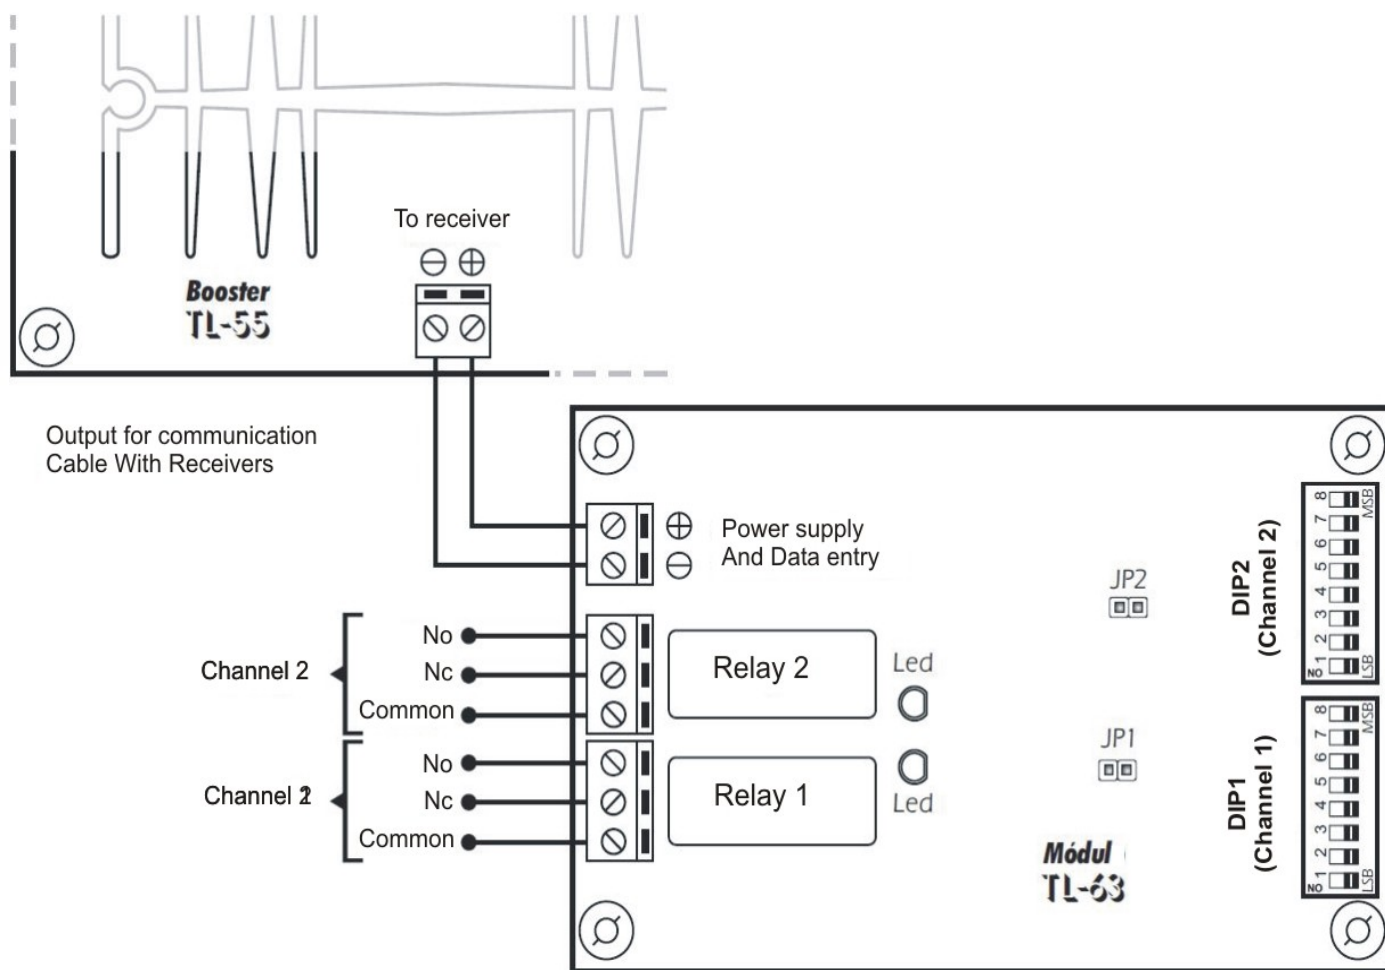 To receiver
Booster
TL-55
Output for communication
Cable With Receivers
Power supply
And Data entry
Channel 2
No
Nc
Common
Relay 2
Led
JP2
DIP2
(Channel 2)
8
7
6
5
4
3
2
1
MSB
LSB
NO
Channel
No
Nc
Common
Relay 1
Led
JP1
DIP1
(Channel 1)
8
7
6
5
4
3
2
1
MSB
LSB
NO
Módul
TL-63